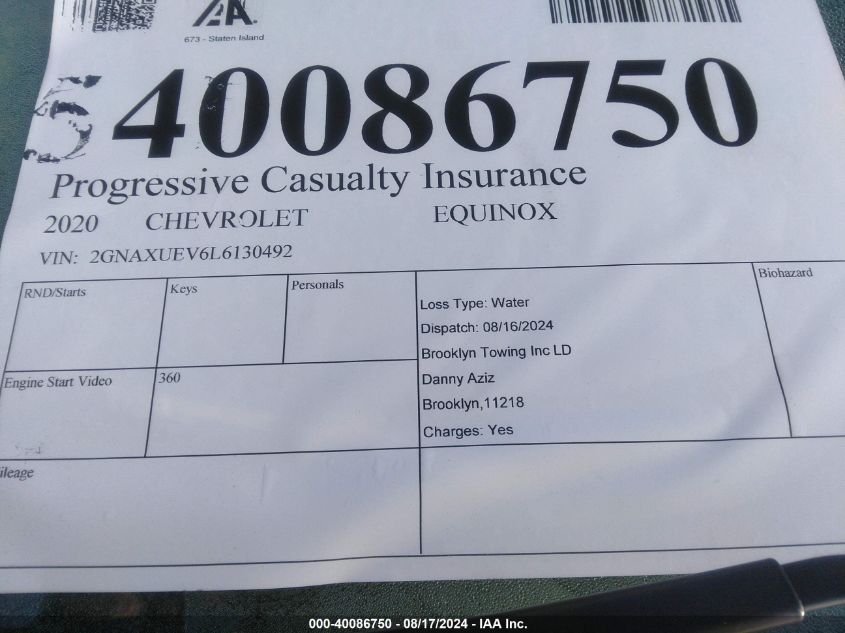 IAA.
673 - Staten Island
5 40086750
Progressive Casualty Insurance
2020 CHEVROLET EQUINOX
VIN: 2GNAXUEV6L6130492
RND/Starts
Keys
Personals
Loss Type: Water
Dispatch: 08/16/2024
Brooklyn Towing Inc LD
Danny Aziz
Brooklyn,11218
Charges: Yes
Biohazard
Engine Start Video
360
ileage
000-40086750 - 08/17/2024 - IAA Inc.